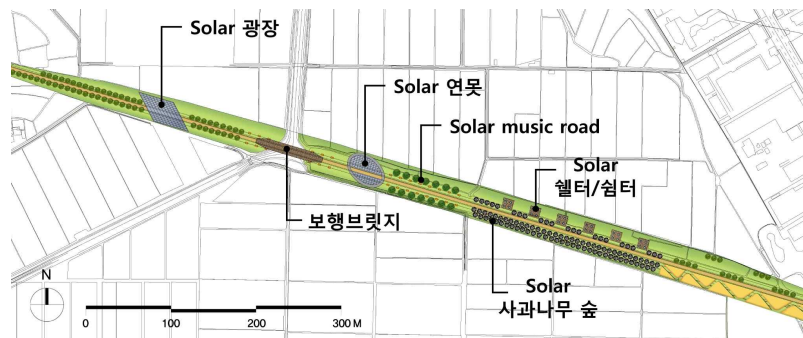 Solar 광장
Solar 연못
Solar music road
Solar
쉘터/쉼터
보행브릿지
Solar
사과나무 숲
N
0 100 200 300 M